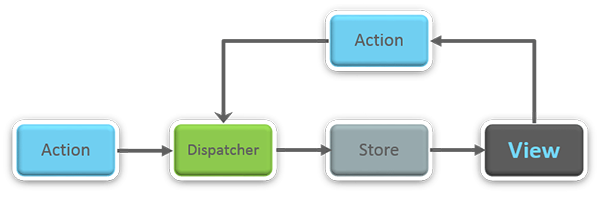 Action
Action
Dispatcher
Store
View